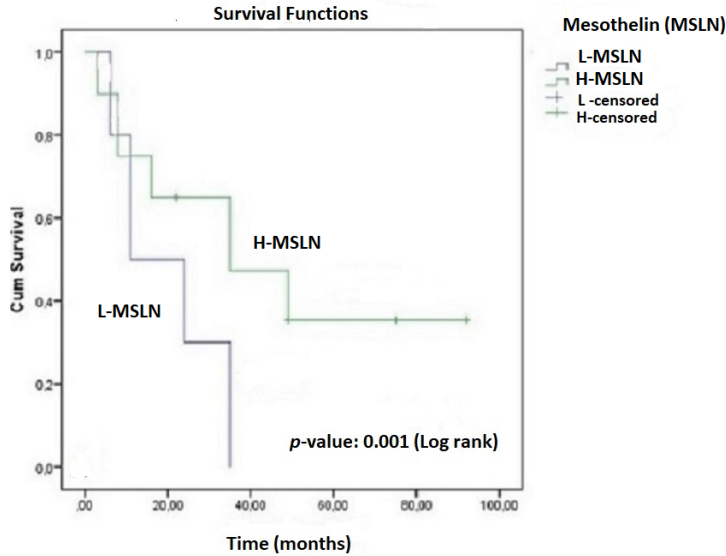 Survival Functions
Mesothelin (MSLN)
L-MSLN
H-MSLN
L -censored
H-censored
1,0
0,8
0,6
0,4
0,2
0,0
Cum Survival
H-MSLN
L-MSLN
p-value: 0.001 (Log rank)
,00
20,00
40,00
60,00
80,00
100,00
Time (months)